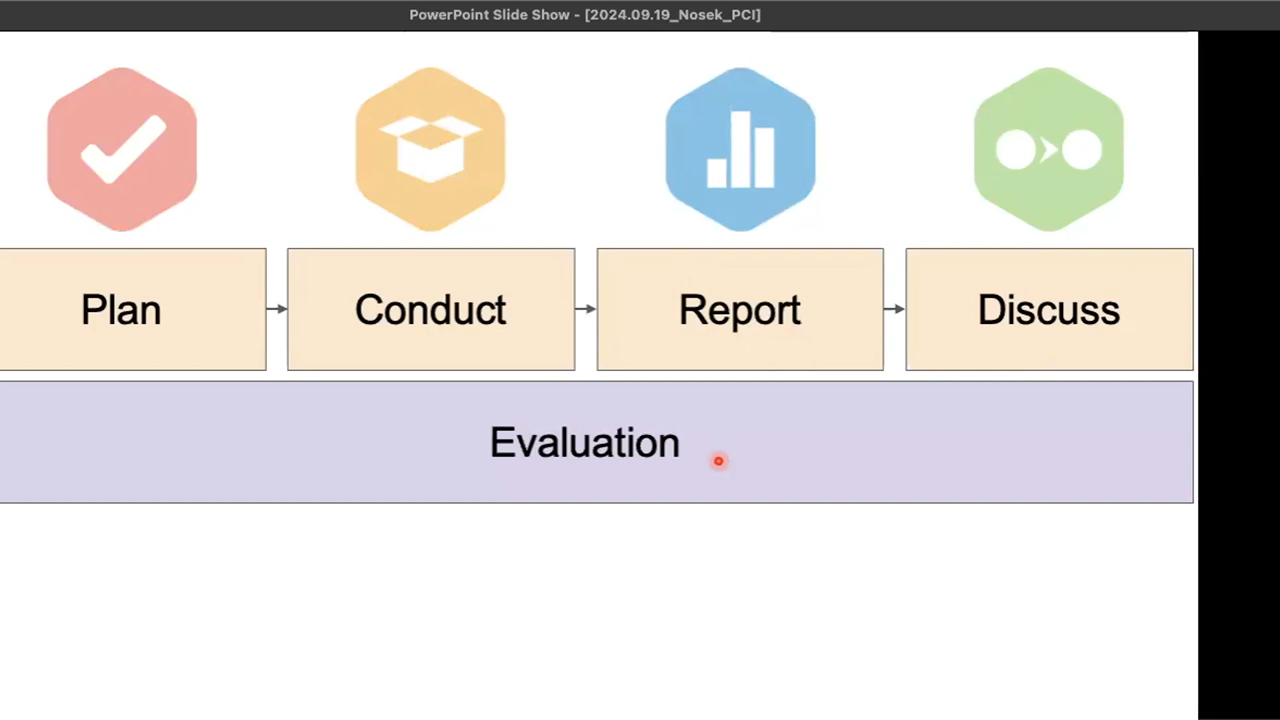 PowerPoint Slide Show - [2024.09.19_Nosek_PCI]
Plan
Conduct
Report
Discuss
Evaluation